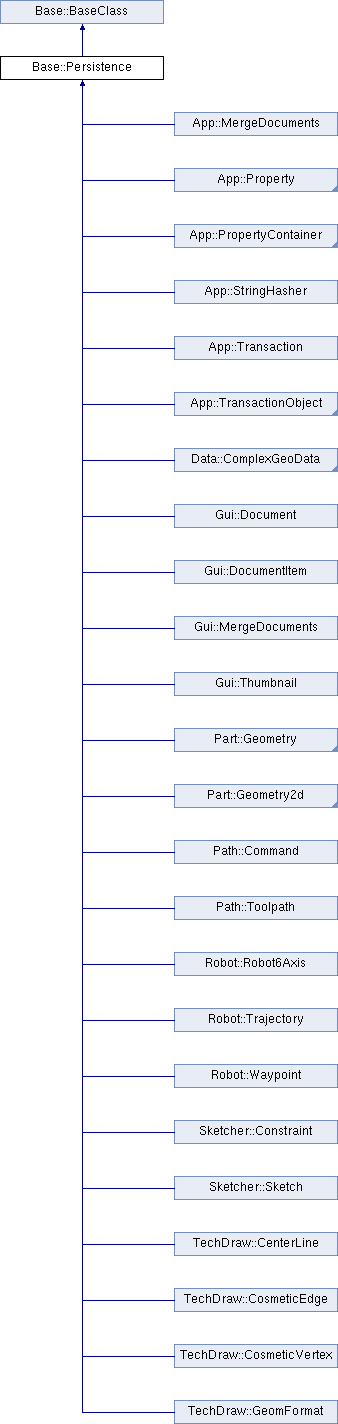 Base::BaseClass
Base::Persistence
App::MergeDocuments
App::Property
App::PropertyContainer
App::StringHasher
App::Transaction
App::TransactionObject
Data::ComplexGeoData
Gui::Document
Gui::DocumentItem
Gui::MergeDocuments
Gui::Thumbnail
Part::Geometry
Part::Geometry2d
Path::Command
Path::Toolpath
Robot::Robot6Axis
Robot::Trajectory
Robot::Waypoint
Sketcher::Constraint
Sketcher::Sketch
TechDraw::CenterLine
TechDraw::CosmeticEdge
TechDraw::CosmeticVertex
TechDraw::GeomFormat